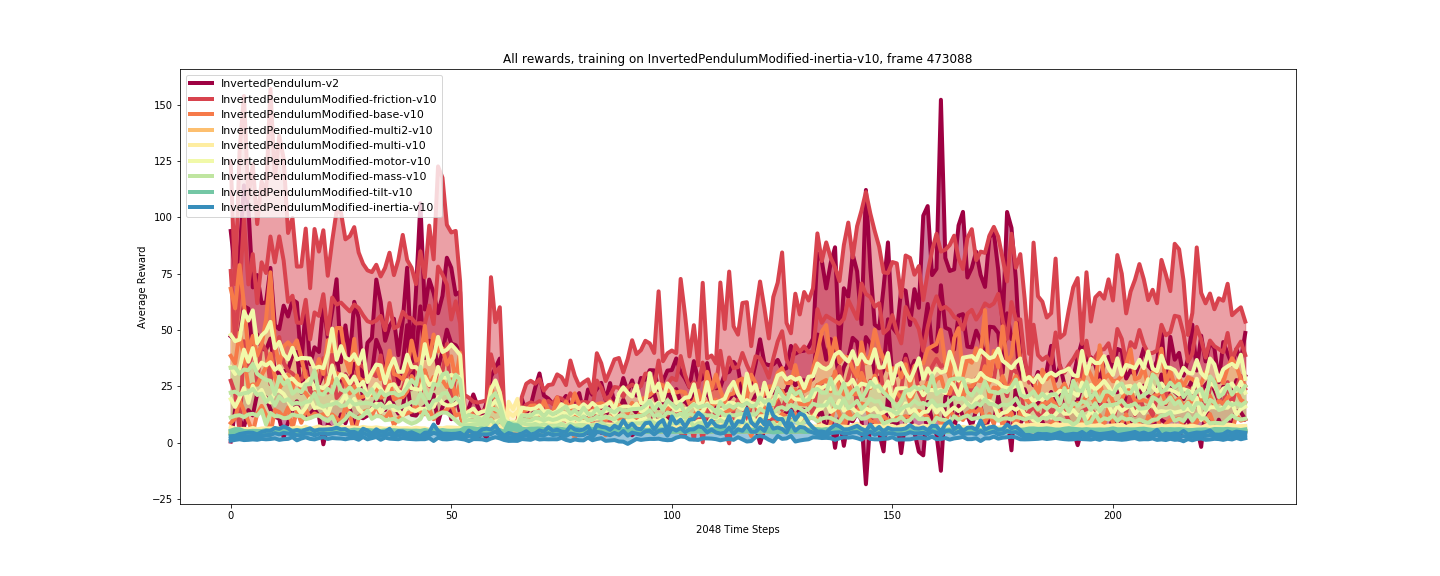 All rewards, training on InvertedPendulumModified-inertia-v10, frame 473088
InvertedPendulum-v2
InvertedPendulumModified-friction-v10
InvertedPendulumModified-base-v10
InvertedPendulumModified-multi2-v10
InvertedPendulumModified-multi-v10
InvertedPendulumModified-motor-v10
InvertedPendulumModified-mass-v10
InvertedPendulumModified-tilt-v10
InvertedPendulumModified-inertia-v10
Average Reward
150
125
100
75
50
25
0
−25
0 50 100 150 200
2048 Time Steps